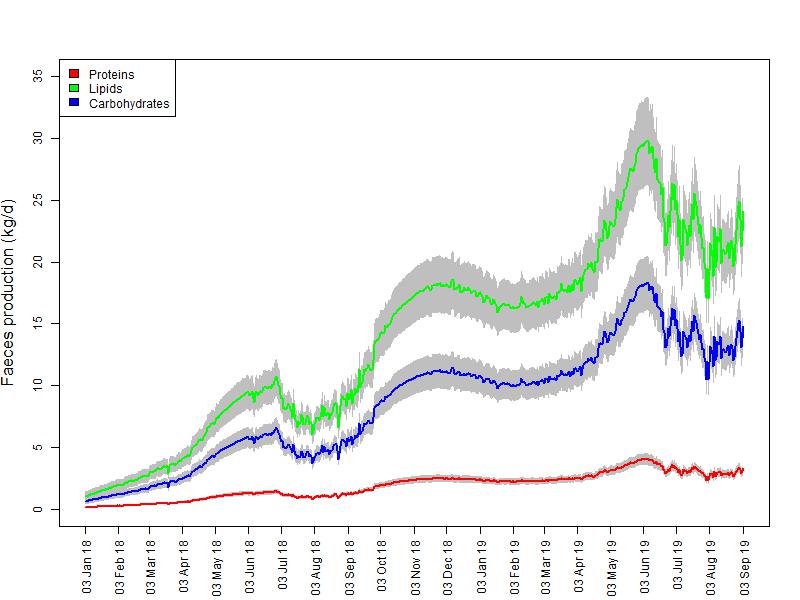 Proteins
Lipids
Carbohydrates
Faeces production (kg/d)
35
30
25
20
15
10
5
0
03 Jan 18
03 Feb 18
03 Mar 18
03 Apr 18
03 May 18
03 Jun 18
03 Jul 18
03 Aug 18
03 Sep 18
03 Oct 18
03 Nov 18
03 Dec 18
03 Jan 19
03 Feb 19
03 Mar 19
03 Apr 19
03 May 19
03 Jun 19
03 Jul 19
03 Aug 19
03 Sep 19